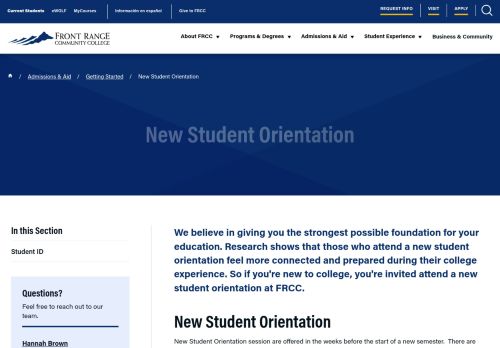 Current Students eWOLF MyCourses Información en español Give to FRCC REQUEST INFO VISIT APPLY
FRONT RANGE
COMMUNITY COLLEGE
About FRCC Programs & Degrees Admissions & Aid Student Experience Business & Community
/ Admissions & Aid / Getting Started / New Student Orientation
New Student Orientation
In this Section
Student ID
Questions?
Feel free to reach out to our
team.
Hannah Brown
We believe in giving you the strongest possible foundation for your
education. Research shows that those who attend a new student
orientation feel more connected and prepared during their college
experience. So if you're new to college, you're invited attend a new
student orientation at FRCC.
New Student Orientation
New Student Orientation session are offered in the weeks before the start of a new semester. There are